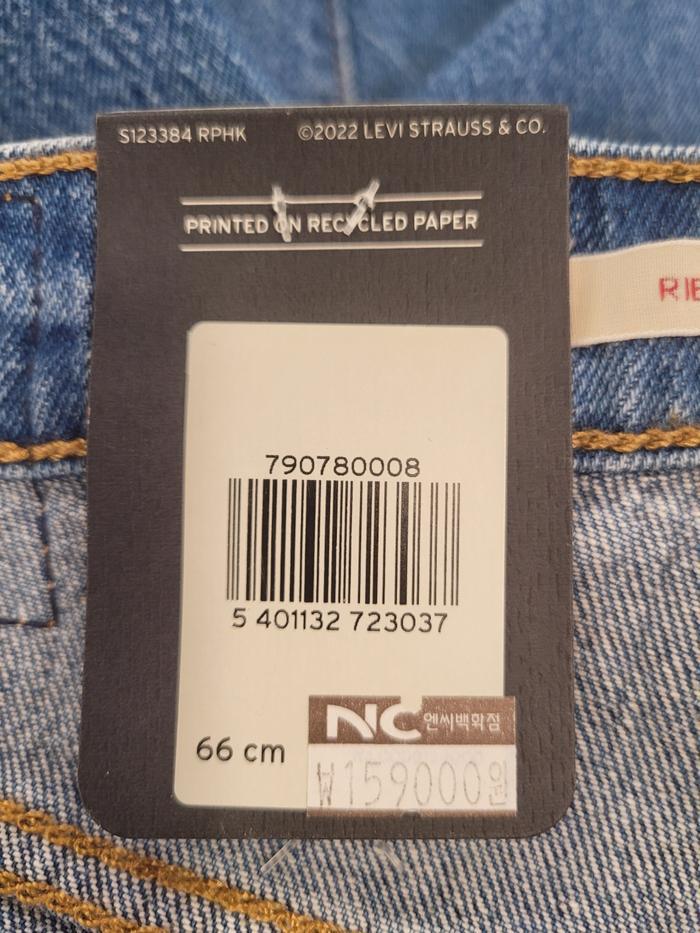 S123384 RPHK ©2022 LEVI STRAUSS & CO.
PRINTED ON RECYCLED PAPER
790780008
5 401132 723037
NC 엔씨백화점
66 cm
₩159000원